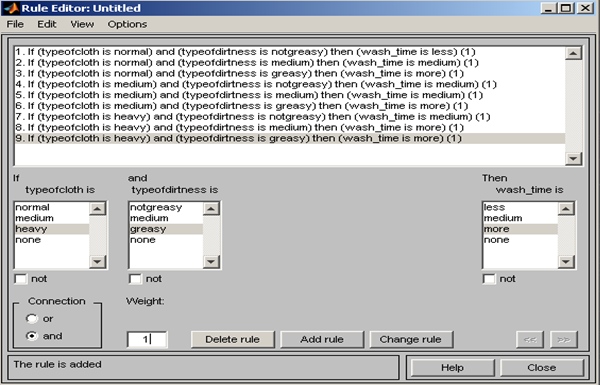 Rule Editor: Untitled
File Edit View Options
1. If (typeofcloth is normal) and (typeofdirtness is notgreasy) then (wash_time is less) (1)
2. If (typeofcloth is normal) and (typeofdirtness is medium) then (wash_time is medium) (1)
3. If (typeofcloth is normal) and (typeofdirtness is greasy) then (wash_time is more) (1)
4. If (typeofcloth is medium) and (typeofdirtness is notgreasy) then (wash_time is medium) (1)
5. If (typeofcloth is medium) and (typeofdirtness is medium) then (wash_time is medium) (1)
6. If (typeofcloth is medium) and (typeofdirtness is greasy) then (wash_time is more) (1)
7. If (typeofcloth is heavy) and (typeofdirtness is notgreasy) then (wash_time is medium) (1)
8. If (typeofcloth is heavy) and (typeofdirtness is medium) then (wash_time is more) (1)
9. If (typeofcloth is heavy) and (typeofdirtness is greasy) then (wash_time is more) (1)
If and Then
typeofcloth is typeofdirtness is wash_time is
normal notgreasy less
medium medium medium
heavy greasy more
none none none
not not not
Connection Weight:
or
and 1 Delete rule Add rule Change rule << >>
The rule is added Help Close